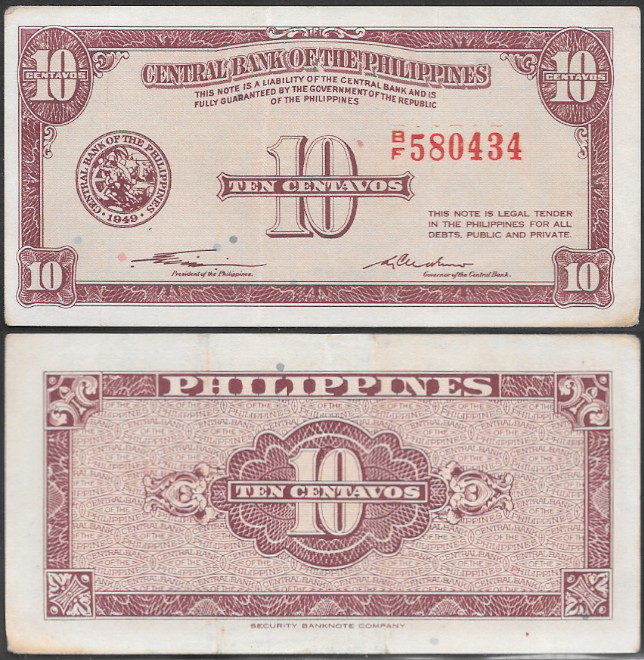 10
CENTAVOS
10
CENTAVOS
CENTRAL BANK OF THE PHILIPPINES
THIS NOTE IS A LIABILITY OF THE CENTRAL BANK AND IS
FULLY GUARANTEED BY THE GOVERNMENT OF THE REPUBLIC
OF THE PHILIPPINES
CENTRAL BANK OF THE PHILIPPINES
· 1949 ·
10
TEN CENTAVOS
B/F 580434
THIS NOTE IS LEGAL TENDER
IN THE PHILIPPINES FOR ALL
DEBTS, PUBLIC AND PRIVATE.
President of the Philippines.
Governor of the Central Bank.
10
10
PHILIPPINES
10
TEN CENTAVOS
SECURITY BANKNOTE COMPANY